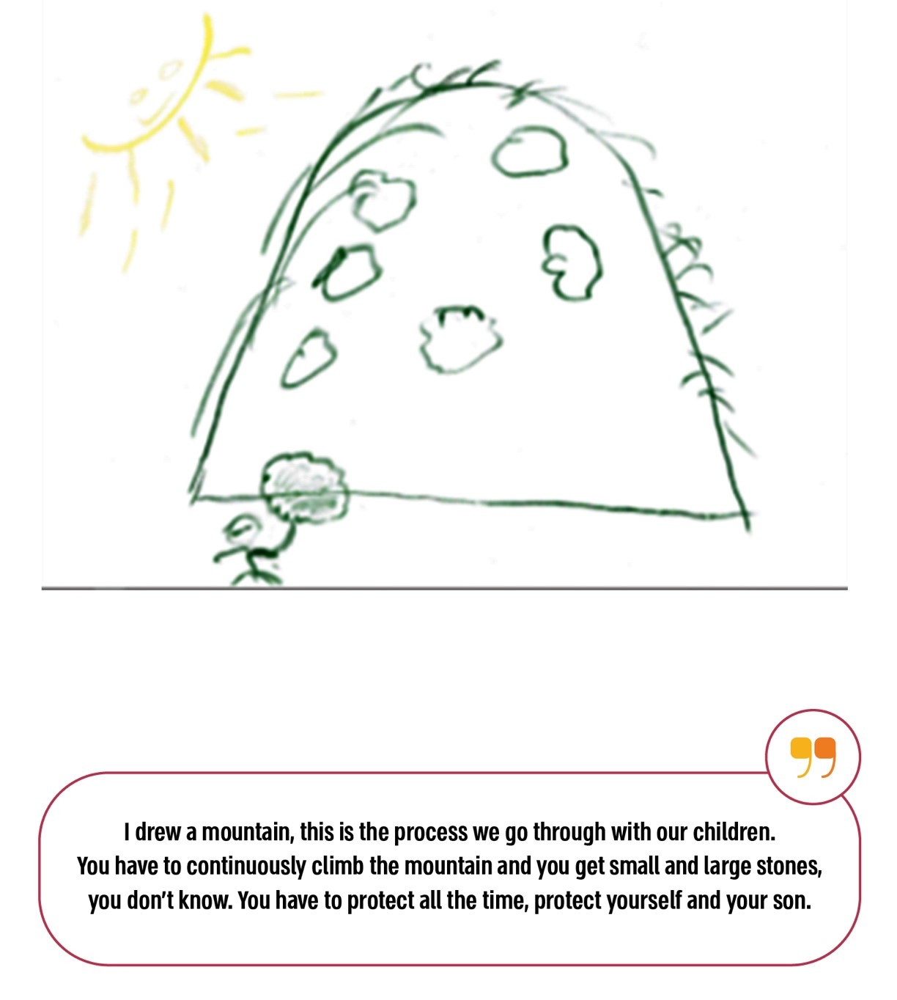 I drew a mountain, this is the process we go through with our children.
You have to continuously climb the mountain and you get small and large stones,
you don't know. You have to protect all the time, protect yourself and your son.